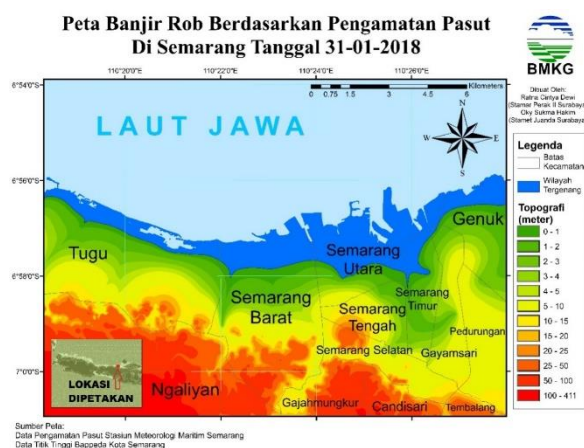 Peta Banjir Rob Berdasarkan Pengamatan Pasut
Di Semarang Tanggal 31-01-2018
BMKG
Dibuat Oleh:
Ratna Cintya Dewi
(Stamar Perak II Surabaya)
Oky Sukma Hakim
(Stamet Juanda Surabaya)
110°20'0"E 110°22'0"E 110°24'0"E 110°26'0"E
6°54'0"S
6°56'0"S
6°58'0"S
7°0'0"S
Kilometers
0 0.75 1.5 3 4.5 6
N
W E
S
LAUT JAWA
Genuk
Tugu
Semarang
Utara
Semarang
Barat
Semarang
Timur
Semarang
Tengah
Pedurungan
Semarang Selatan
Gayamsari
Ngaliyan
Gajahmungkur
Candisari
Tembalang
LOKASI
DIPETAKAN
Legenda
Batas
Kecamatan
Wilayah
Tergenang
Topografi
(meter)
0 - 1
1 - 2
2 - 3
3 - 4
4 - 5
5 - 10
10 - 15
15 - 20
20 - 25
25 - 50
50 - 100
100 - 411
Sumber Peta:
Data Pengamatan Pasut Stasiun Meteorologi Maritim Semarang
Data Titik Tinggi Bappeda Kota Semarang